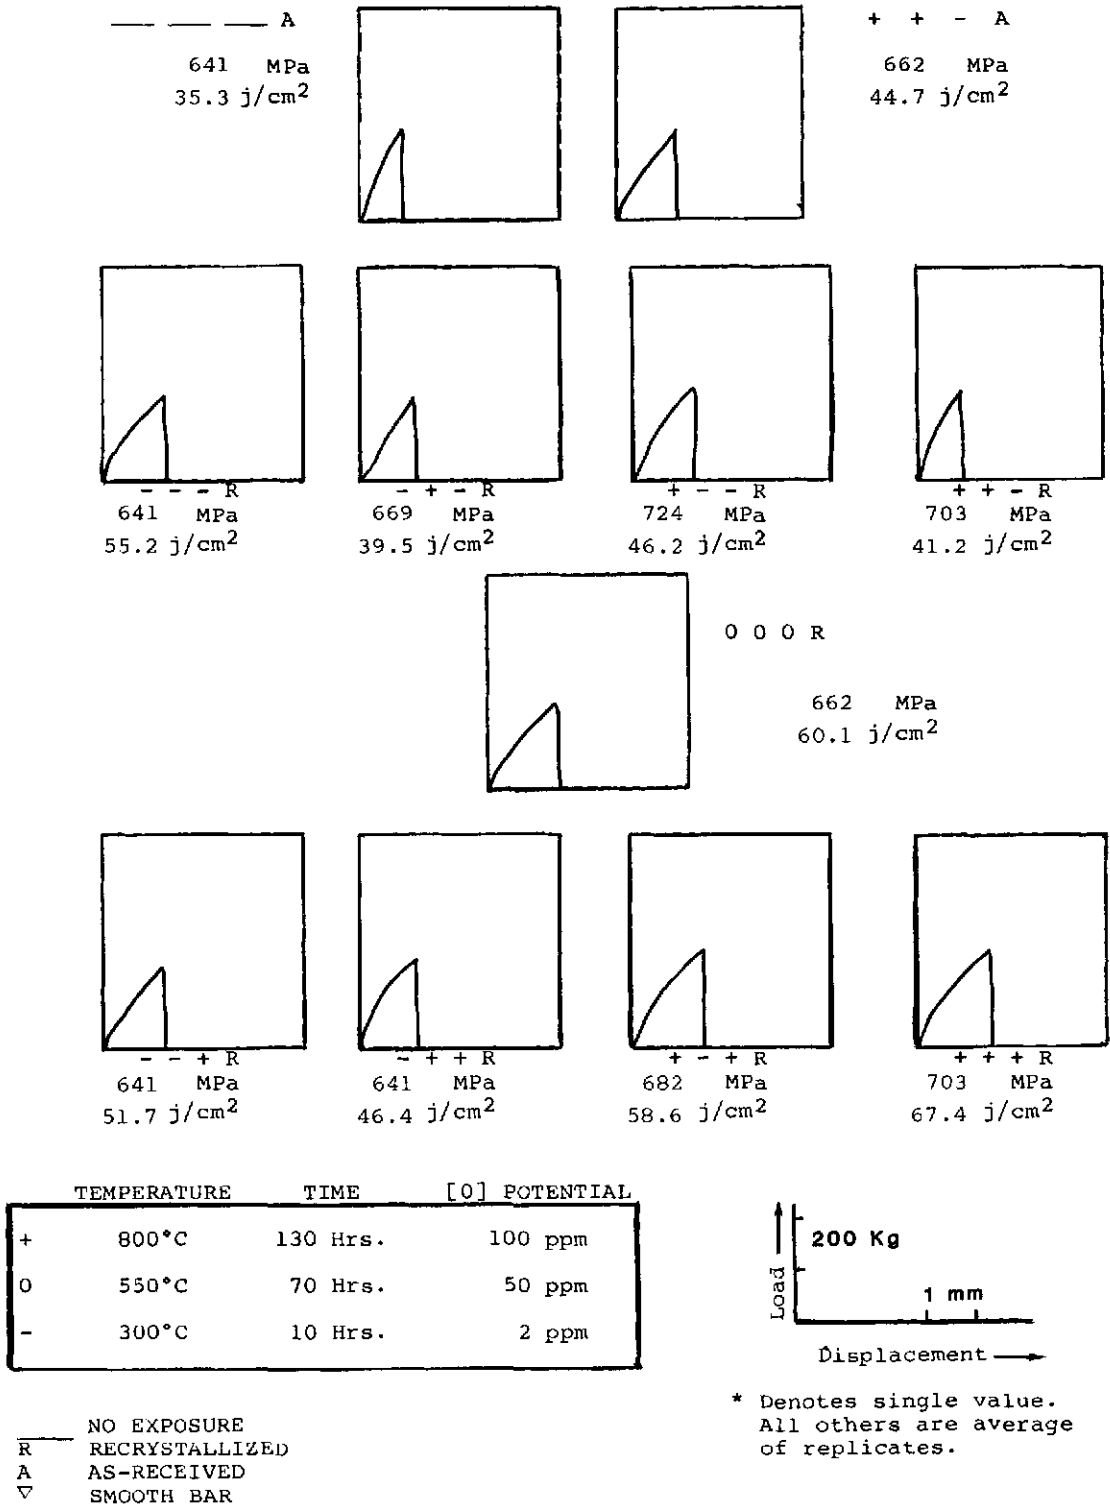 — — — — A
641 MPa
35.3 j/cm²
+ + - A
662 MPa
44.7 j/cm²
- - - R
641 MPa
55.2 j/cm²
- + - R
669 MPa
39.5 j/cm²
+ - - R
724 MPa
46.2 j/cm²
+ + - R
703 MPa
41.2 j/cm²
0 0 0 R
662 MPa
60.1 j/cm²
- - + R
641 MPa
51.7 j/cm²
- + + R
641 MPa
46.4 j/cm²
+ - + R
682 MPa
58.6 j/cm²
+ + + R
703 MPa
67.4 j/cm²
TEMPERATURE TIME [O] POTENTIAL
+ 800°C 130 Hrs. 100 ppm
0 550°C 70 Hrs. 50 ppm
- 300°C 10 Hrs. 2 ppm
Load
200 Kg
1 mm
Displacement
* Denotes single value.
All others are average
of replicates.
—— NO EXPOSURE
R RECRYSTALLIZED
A AS-RECEIVED
▽ SMOOTH BAR